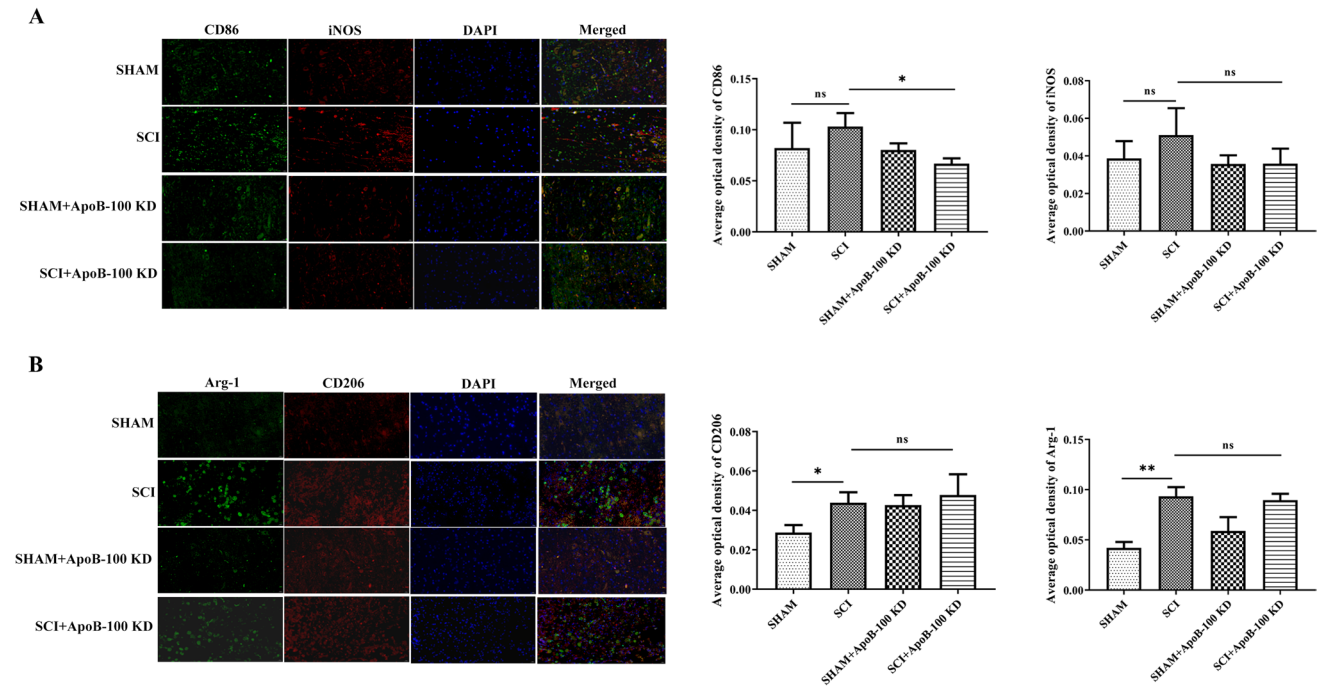 A
CD86 iNOS DAPI Merged
SHAM
SCI
SHAM+ApoB-100 KD
SCI+ApoB-100 KD
Average optical density of CD86
0.15
0.10
0.05
0.00
ns
*
SHAM
SCI
SHAM+ApoB-100 KD
SCI+ApoB-100 KD
Average optical density of iNOS
0.08
0.06
0.04
0.02
0.00
ns
ns
SHAM
SCI
SHAM+ApoB-100 KD
SCI+ApoB-100 KD
B
Arg-1 CD206 DAPI Merged
SHAM
SCI
SHAM+ApoB-100 KD
SCI+ApoB-100 KD
Average optical density of CD206
0.08
0.06
0.04
0.02
0.00
*
ns
SHAM
SCI
SHAM+ApoB-100 KD
SCI+ApoB-100 KD
Average optical density of Arg-1
0.15
0.10
0.05
0.00
**
ns
SHAM
SCI
SHAM+ApoB-100 KD
SCI+ApoB-100 KD